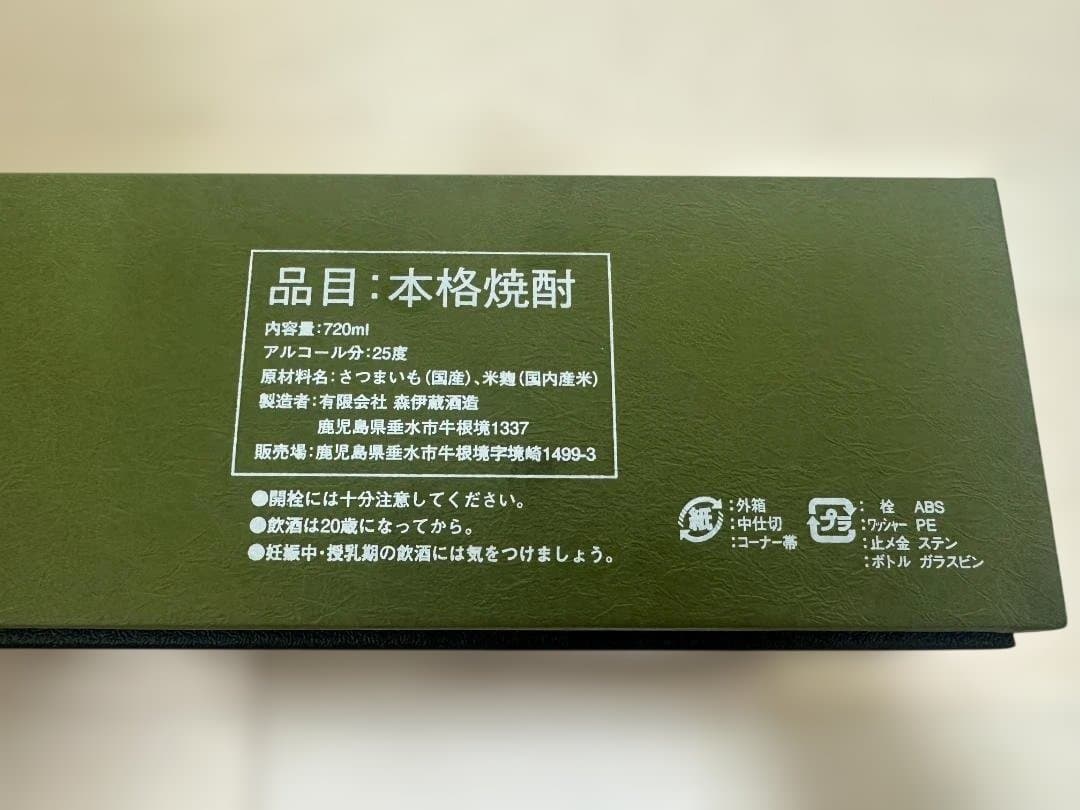 品目：本格焼酎
内容量：720ml
アルコール分：25度
原材料名：さつまいも（国産）、米麹（国内産米）
製造者：有限会社 森伊蔵酒造
鹿児島県垂水市牛根境1337
販売場：鹿児島県垂水市牛根境字境崎1499-3
●開栓には十分注意してください。
●飲酒は20歳になってから。
●妊娠中・授乳期の飲酒には気をつけましょう。
紙：外箱
：中仕切
：コーナー帯
プラ：栓 ABS
：ワッシャー PE
：止メ金 ステン
：ボトル ガラスビン